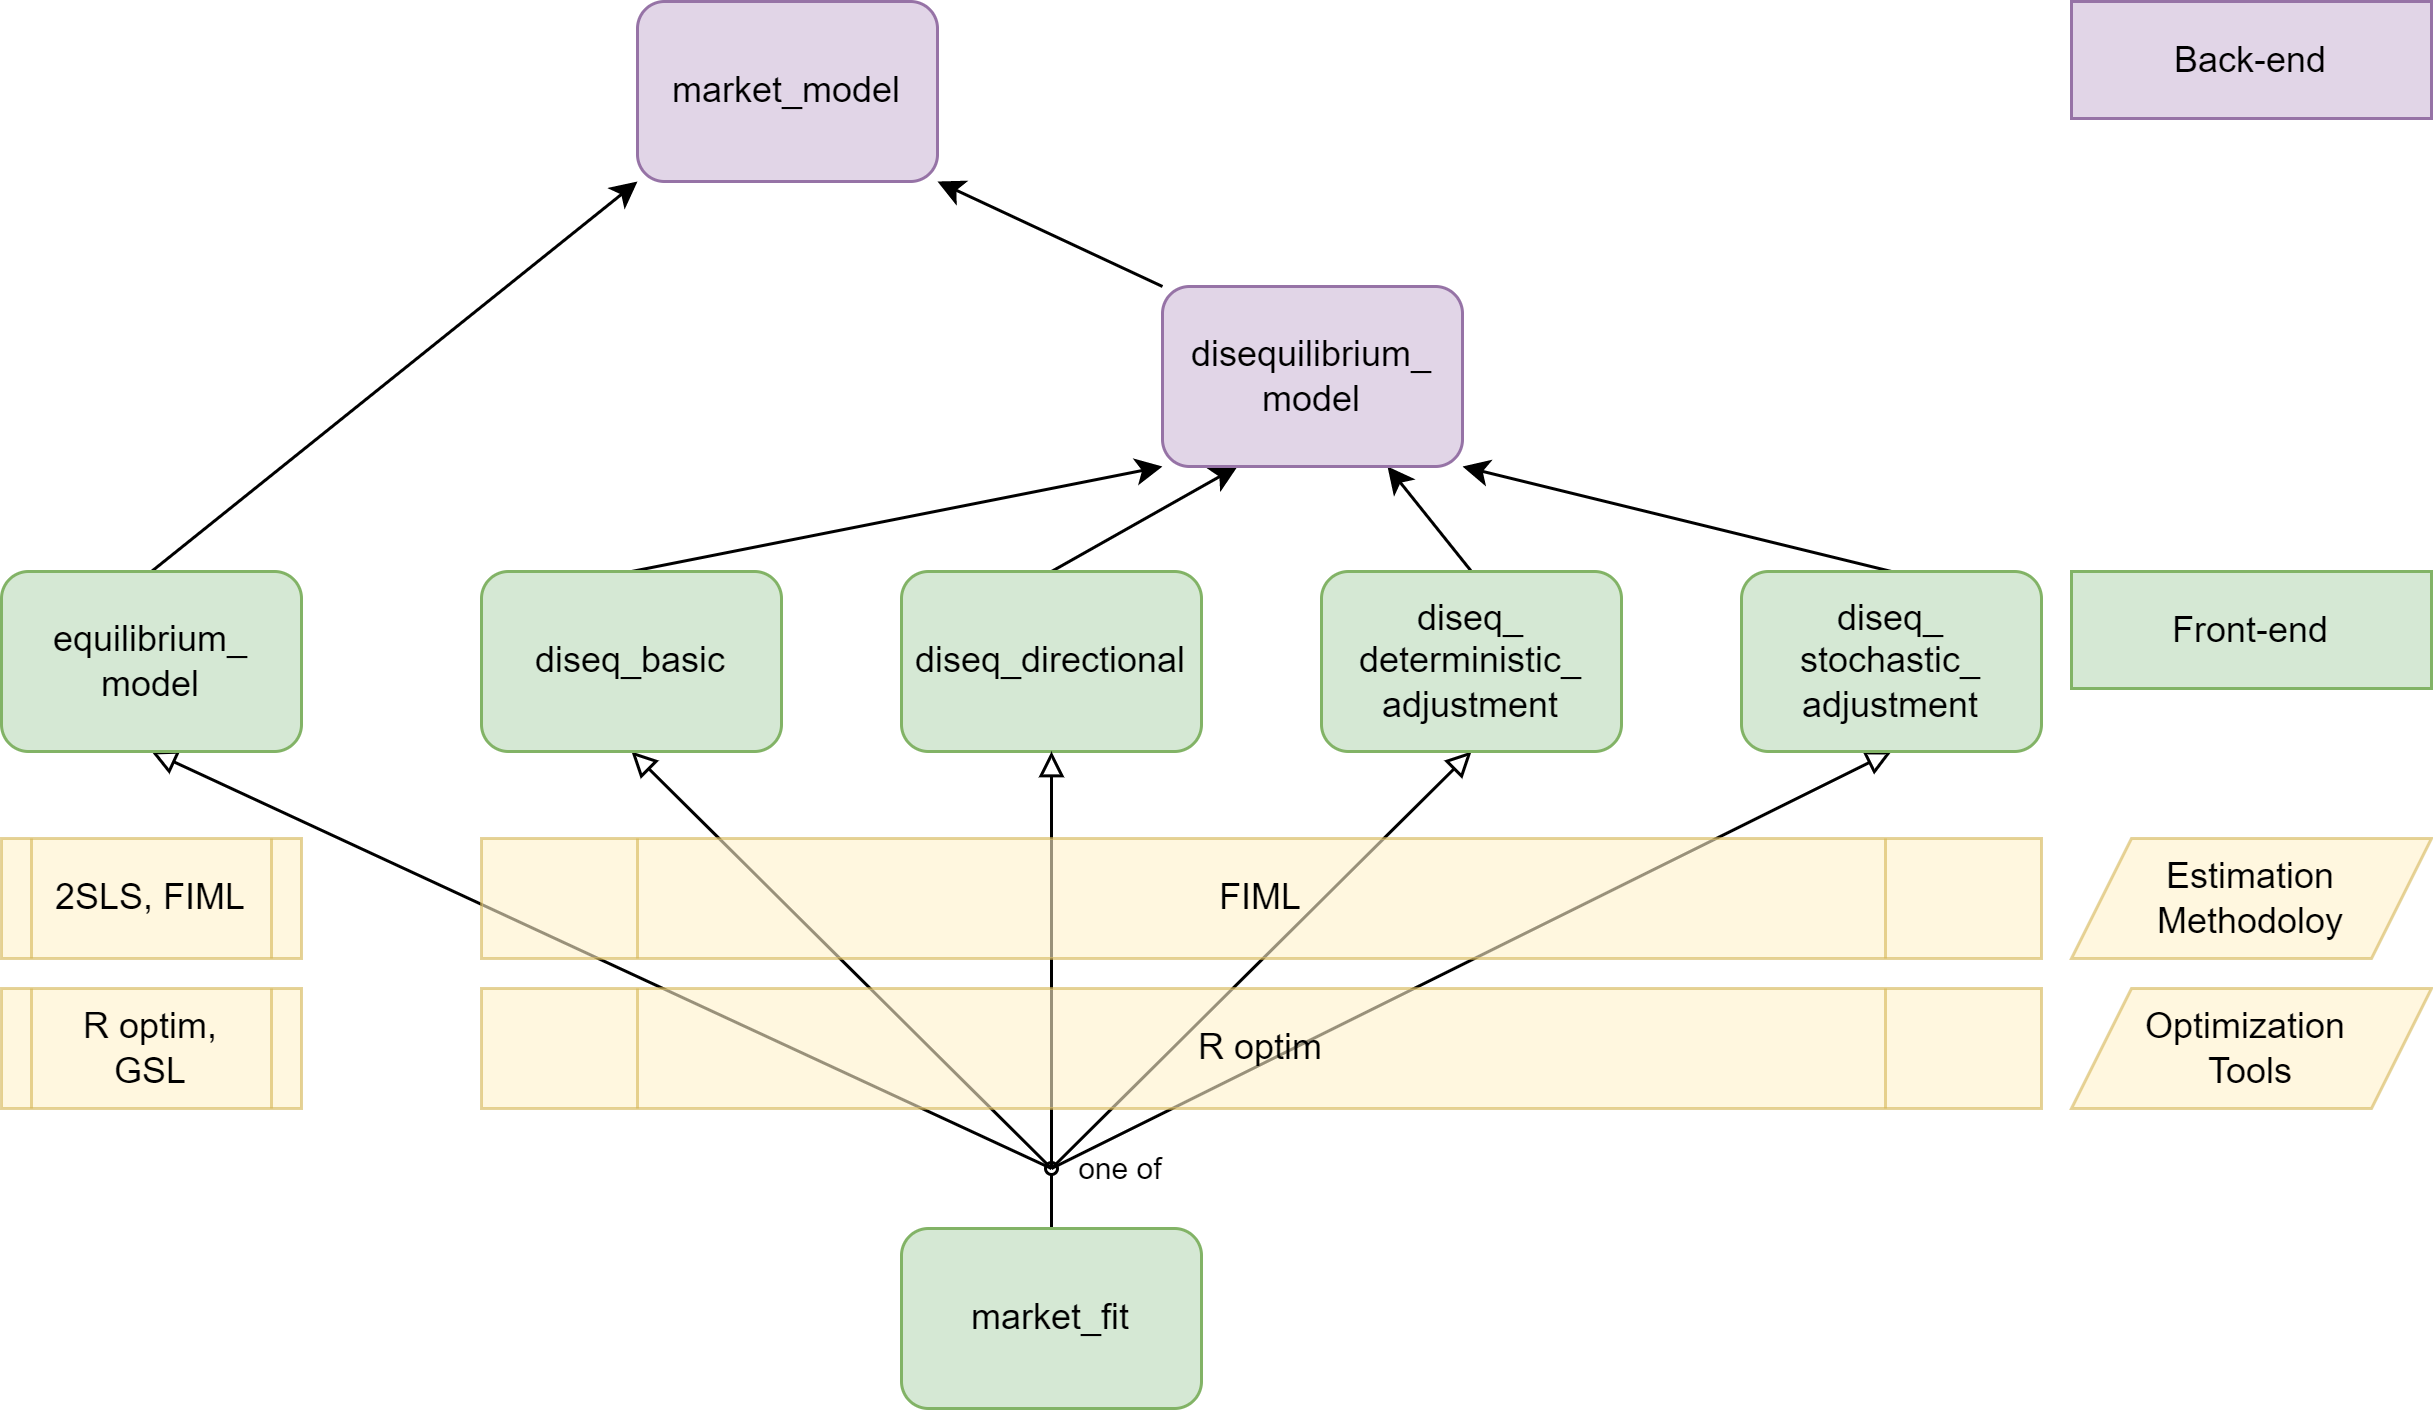 market_model
Back-end
disequilibrium_
model
equilibrium_
model
diseq_basic
diseq_directional
diseq_
deterministic_
adjustment
diseq_
stochastic_
adjustment
Front-end
2SLS, FIML
FIML
Estimation
Methodoloy
R optim,
GSL
R optim
Optimization
Tools
one of
market_fit